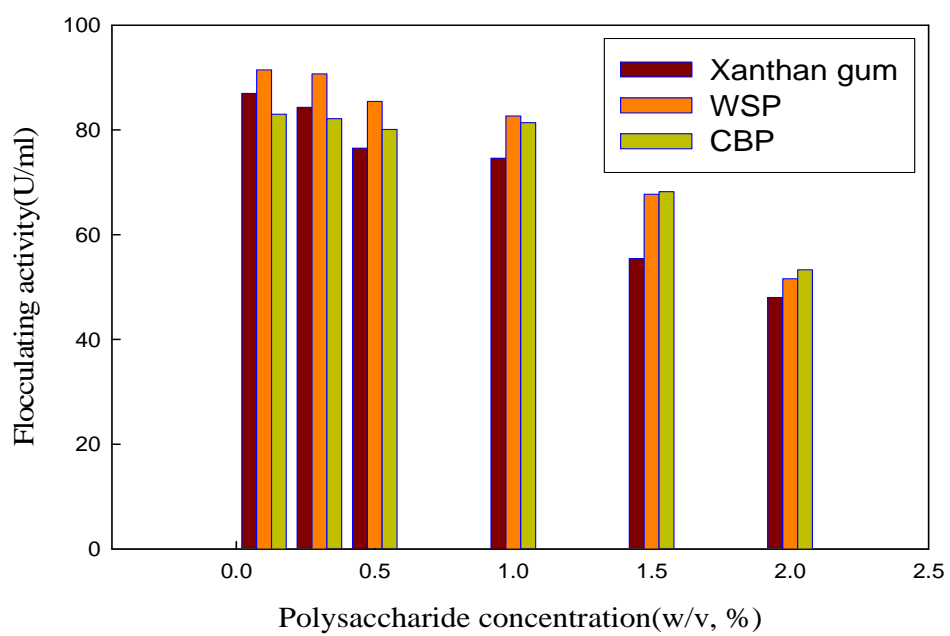 100
80
60
40
20
0
Flocculating activity(U/ml)
Xanthan gum
WSP
CBP
0.0 0.5 1.0 1.5 2.0 2.5
Polysaccharide concentration(w/v, %)